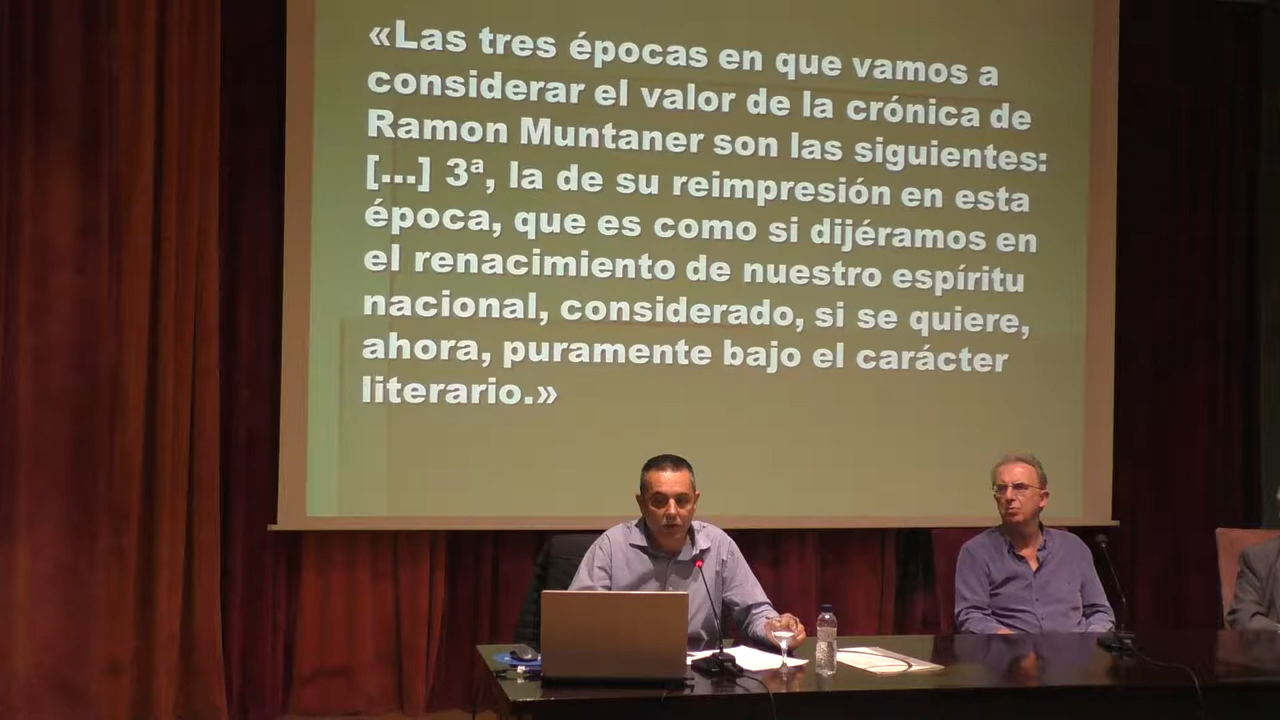 «Las tres épocas en que vamos a
considerar el valor de la crónica de
Ramon Muntaner son las siguientes:
[...] 3ª, la de su reimpresión en esta
época, que es como si dijéramos en
el renacimiento de nuestro espíritu
nacional, considerado, si se quiere,
ahora, puramente bajo el carácter
literario.»